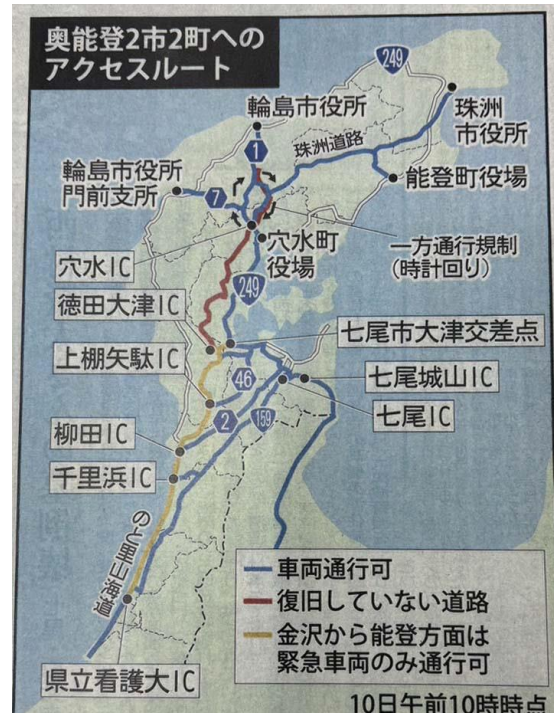 奥能登2市2町への
アクセスルート
249
輪島市役所
珠洲
市役所
珠洲道路
1
輪島市役所
門前支所
7
能登町役場
穴水IC
穴水町
役場
一方通行規制
(時計回り)
249
徳田大津IC
七尾市大津交差点
上棚矢駄IC
46
七尾城山IC
2
159
七尾IC
柳田IC
千里浜IC
のと里山海道
県立看護大IC
車両通行可
復旧していない道路
金沢から能登方面は
緊急車両のみ通行可
10日午前10時時点